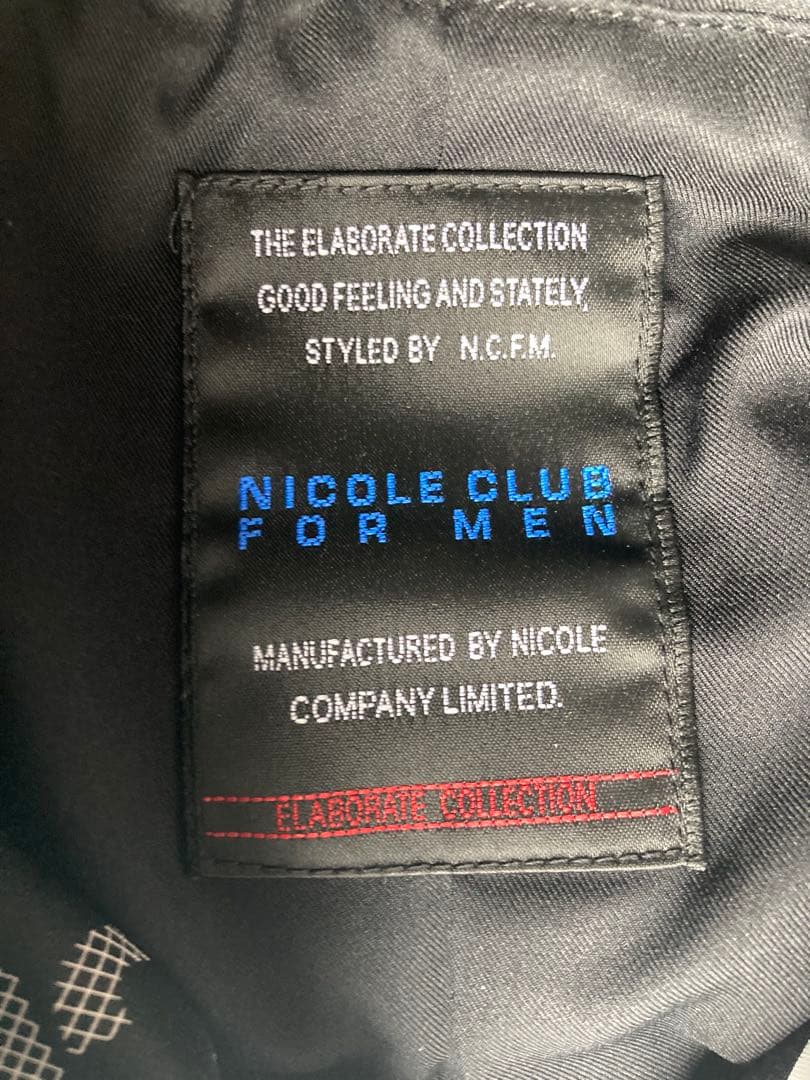 THE ELABORATE COLLECTION
GOOD FEELING AND STATELY,
STYLED BY N.C.F.M.
NICOLE CLUB
FOR MEN
MANUFACTURED BY NICOLE
COMPANY LIMITED.
ELABORATE COLLECTION